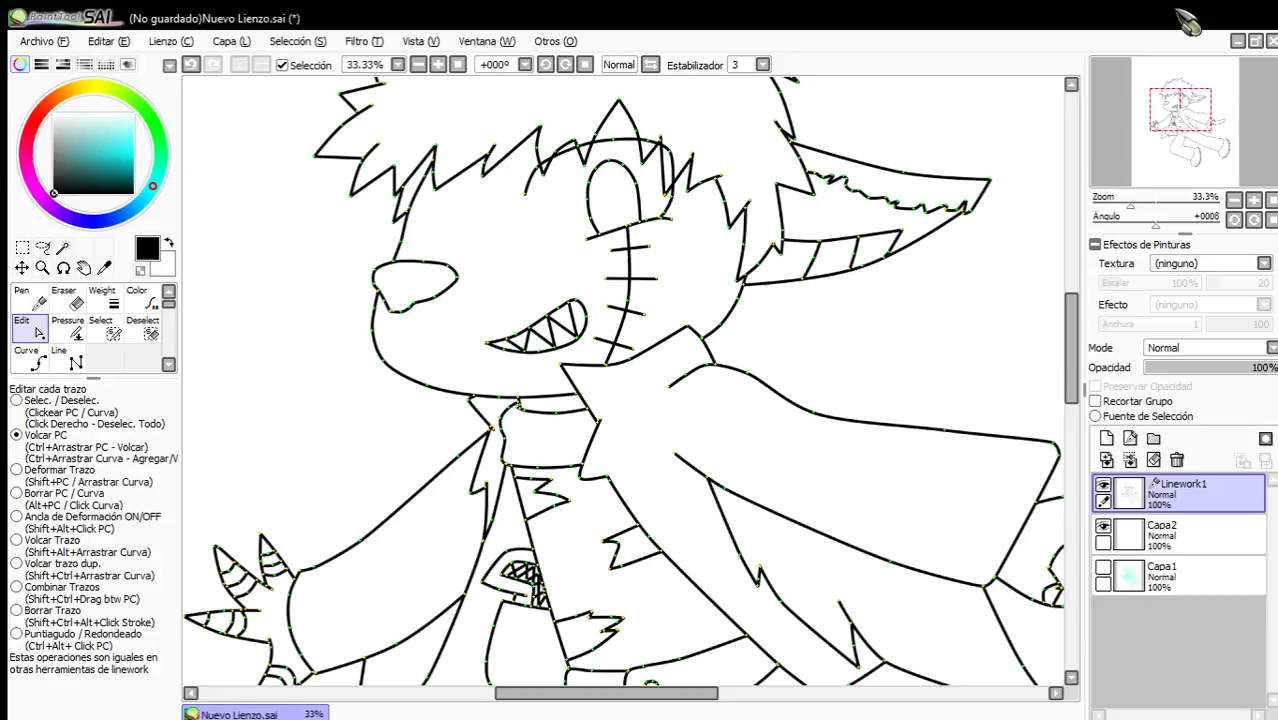 PaintTool SAI (No guardado)Nuevo Lienzo.sai (*)
Archivo (F) Editar (E) Lienzo (C) Capa (L) Selección (S) Filtro (T) Vista (V) Ventana (W) Otros (O)
Selección 33.33% +000° Normal Estabilizador 3
Zoom 33.3%
Ángulo +000ß
Efectos de Pinturas
Textura (ninguno)
Escalar 100% 20
Efecto (ninguno)
Anchura 1 100
Modo Normal
Opacidad 100%
Preservar Opacidad
Recortar Grupo
Fuente de Selección
Linework1
Normal
100%
Capa2
Normal
100%
Capa1
Normal
100%
Pen Eraser Weight Color
Edit Pressure Select Deselect
Curve Line
Editar cada trazo
Selec. / Deselec.
(Clickear PC / Curva)
(Click Derecho - Deselec. Todo)
Volcar PC
(Ctrl+Arrastrar PC - Volcar)
(Ctrl+Arrastrar Curva - Agregar/V
Deformar Trazo
(Shift+PC / Arrastrar Curva)
Borrar PC / Curva
(Alt+PC / Click Curva)
Ancla de Deformación ON/OFF
(Shift+Alt+Click PC)
Volcar Trazo
(Shift+Alt+Arrastrar Curva)
Volcar trazo dup.
(Shift+Ctrl+Arrastrar Curva)
Combinar Trazos
(Shift+Ctrl+Drag btw PC)
Borrar Trazo
(Shift+Ctrl+Alt+Click Stroke)
Puntiagudo / Redondeado
(Ctrl+Alt+ Click PC)
Estas operaciones son iguales en
otras herramientas de linework
Nuevo Lienzo.sai 33%